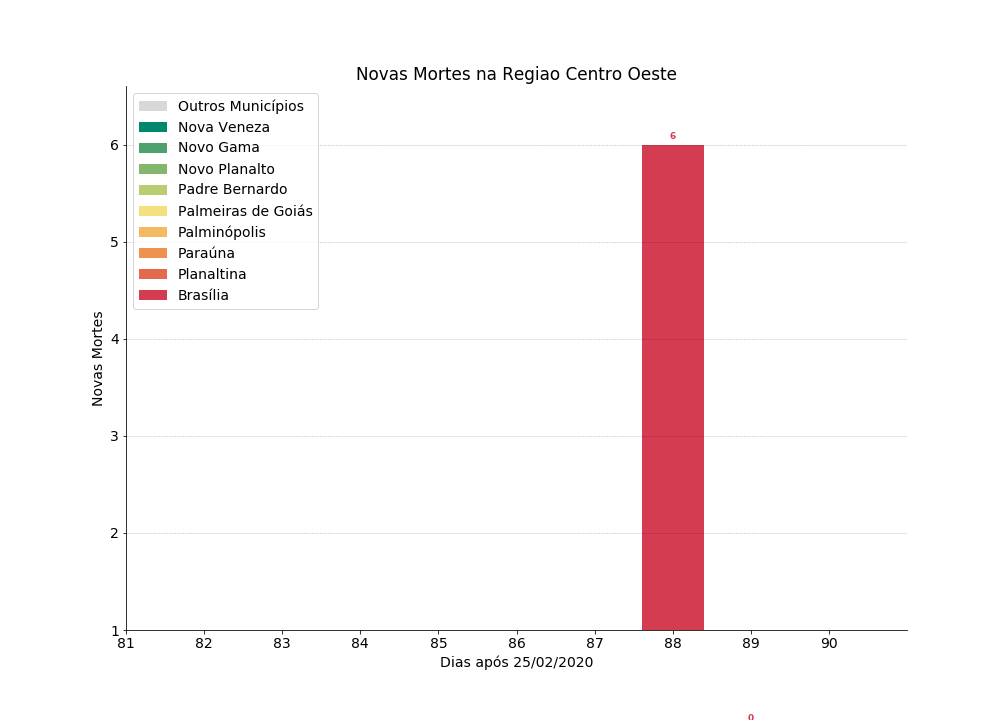 Novas Mortes na Regiao Centro Oeste
Outros Municípios
Nova Veneza
Novo Gama
Novo Planalto
Padre Bernardo
Palmeiras de Goiás
Palminópolis
Paraúna
Planaltina
Brasília
6
6
5
4
3
2
1
Novas Mortes
81 82 83 84 85 86 87 88 89 90
Dias após 25/02/2020
0